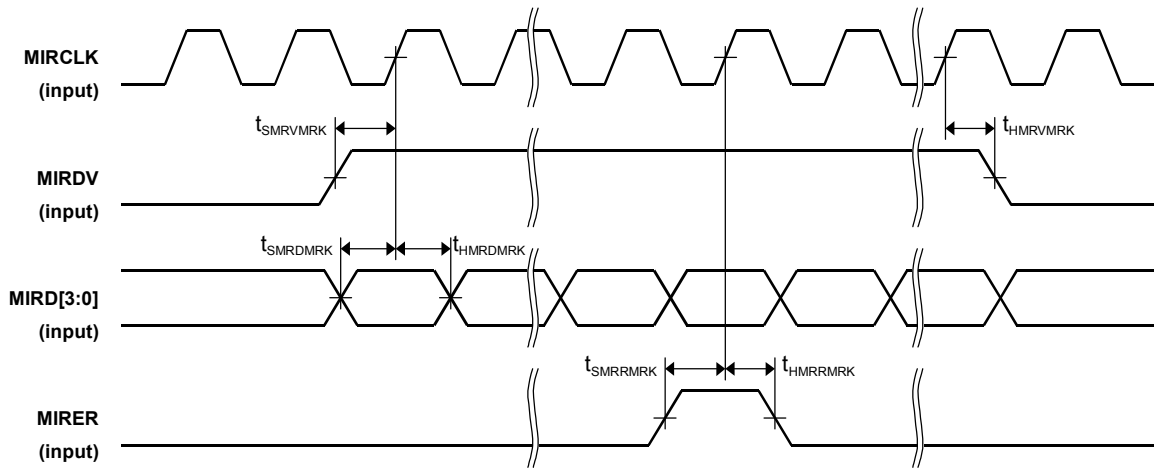 MIRCLK
(input)
tSMRVMRK
tHMRVMRK
MIRDV
(input)
tSMRDMRK
tHMRDMRK
MIRD[3:0]
(input)
tSMRRMRK
tHMRRMRK
MIRER
(input)